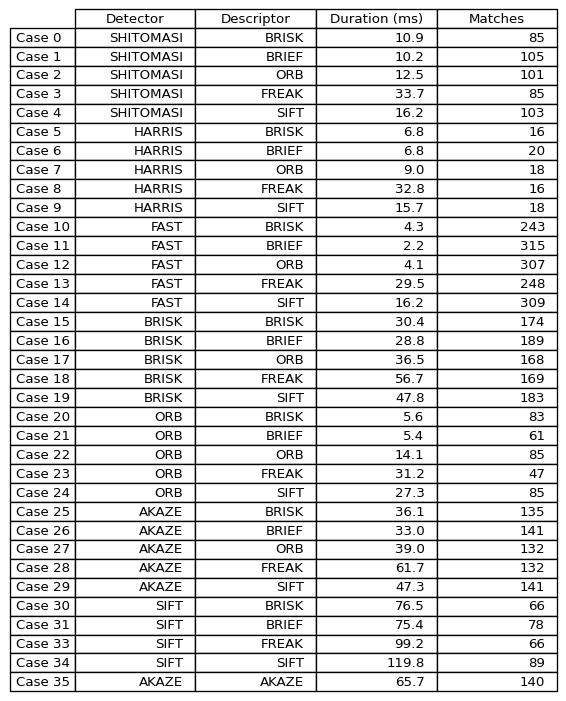 Detector Descriptor Duration (ms) Matches
Case 0 SHITOMASI BRISK 10.9 85
Case 1 SHITOMASI BRIEF 10.2 105
Case 2 SHITOMASI ORB 12.5 101
Case 3 SHITOMASI FREAK 33.7 85
Case 4 SHITOMASI SIFT 16.2 103
Case 5 HARRIS BRISK 6.8 16
Case 6 HARRIS BRIEF 6.8 20
Case 7 HARRIS ORB 9.0 18
Case 8 HARRIS FREAK 32.8 16
Case 9 HARRIS SIFT 15.7 18
Case 10 FAST BRISK 4.3 243
Case 11 FAST BRIEF 2.2 315
Case 12 FAST ORB 4.1 307
Case 13 FAST FREAK 29.5 248
Case 14 FAST SIFT 16.2 309
Case 15 BRISK BRISK 30.4 174
Case 16 BRISK BRIEF 28.8 189
Case 17 BRISK ORB 36.5 168
Case 18 BRISK FREAK 56.7 169
Case 19 BRISK SIFT 47.8 183
Case 20 ORB BRISK 5.6 83
Case 21 ORB BRIEF 5.4 61
Case 22 ORB ORB 14.1 85
Case 23 ORB FREAK 31.2 47
Case 24 ORB SIFT 27.3 85
Case 25 AKAZE BRISK 36.1 135
Case 26 AKAZE BRIEF 33.0 141
Case 27 AKAZE ORB 39.0 132
Case 28 AKAZE FREAK 61.7 132
Case 29 AKAZE SIFT 47.3 141
Case 30 SIFT BRISK 76.5 66
Case 31 SIFT BRIEF 75.4 78
Case 33 SIFT FREAK 99.2 66
Case 34 SIFT SIFT 119.8 89
Case 35 AKAZE AKAZE 65.7 140